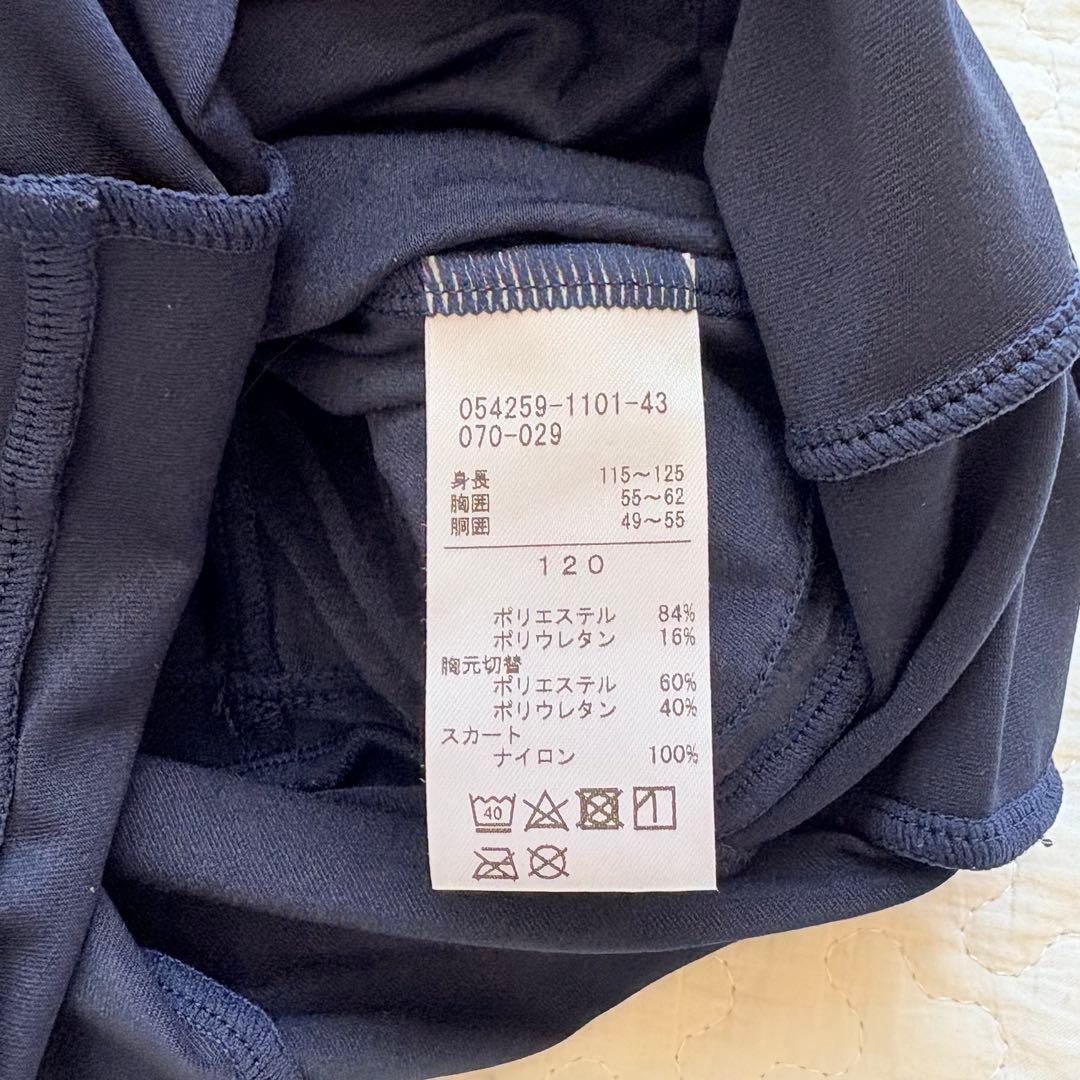 054259-1101-43
070-029
身長 115～125
胸囲 55～62
胴囲 49～55
120
ポリエステル 84%
ポリウレタン 16%
胸元切替
ポリエステル 60%
ポリウレタン 40%
スカート
ナイロン 100%
40